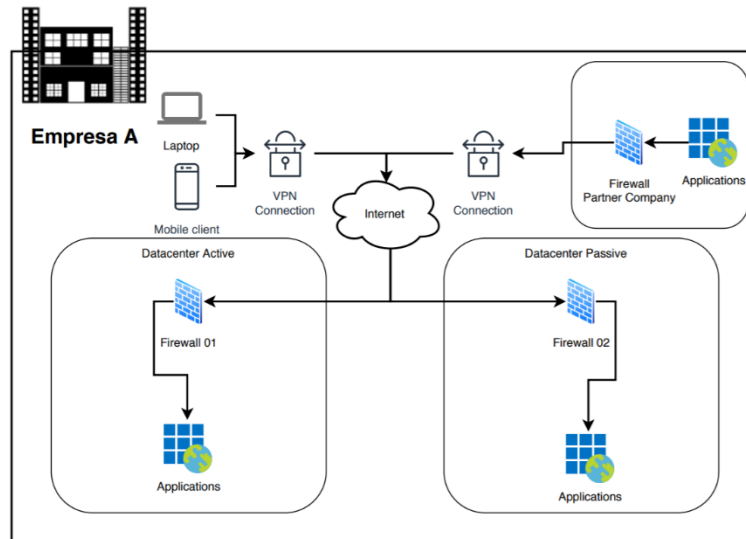 Empresa A
Laptop
Mobile client
VPN
Connection
Internet
VPN
Connection
Firewall
Partner Company
Applications
Datacenter Active
Firewall 01
Applications
Datacenter Passive
Firewall 02
Applications